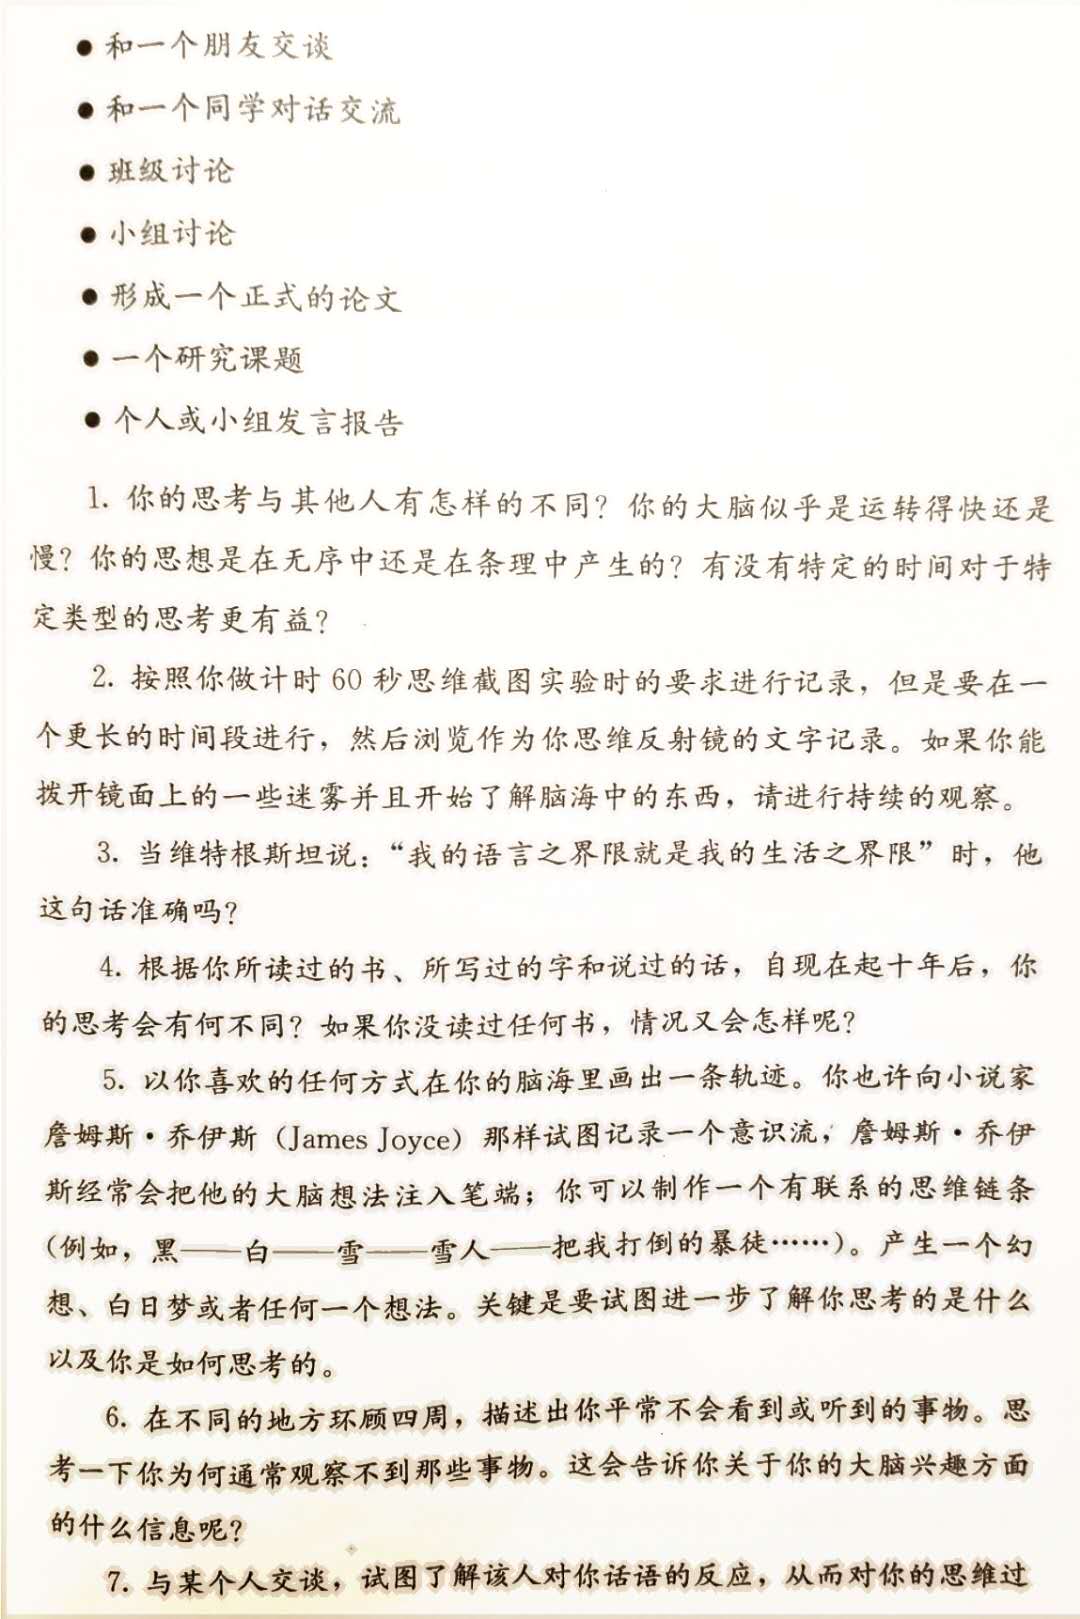 ● 和一个朋友交谈
● 和一个同学对话交流
● 班级讨论
● 小组讨论
● 形成一个正式的论文
● 一个研究课题
● 个人或小组发言报告
1. 你的思考与其他人有怎样的不同？你的大脑似乎是运转得快还是
慢？你的思想是在无序中还是在条理中产生的？有没有特定的时间对于特
定类型的思考更有益？
2. 按照你做计时 60 秒思维截图实验时的要求进行记录，但是要在一
个更长的时间段进行，然后浏览作为你思维反射镜的文字记录。如果你能
拨开镜面上的一些迷雾并且开始了解脑海中的东西，请进行持续的观察。
3. 当维特根斯坦说：“我的语言之界限就是我的生活之界限”时，他
这句话准确吗？
4. 根据你所读过的书、所写过的字和说过的话，自现在起十年后，你
的思考会有何不同？如果你没读过任何书，情况又会怎样呢？
5. 以你喜欢的任何方式在你的脑海里画出一条轨迹。你也许向小说家
詹姆斯·乔伊斯（James Joyce）那样试图记录一个意识流，詹姆斯·乔伊
斯经常会把他的大脑想法注入笔端；你可以制作一个有联系的思维链条
（例如，黑——白——雪——雪人——把我打倒的暴徒……）。产生一个幻
想、白日梦或者任何一个想法。关键是要试图进一步了解你思考的是什么
以及你是如何思考的。
6. 在不同的地方环顾四周，描述出你平常不会看到或听到的事物。思
考一下你为何通常观察不到那些事物。这会告诉你关于你的大脑兴趣方面
的什么信息呢？
7. 与某个人交谈，试图了解该人对你话语的反应，从而对你的思维过